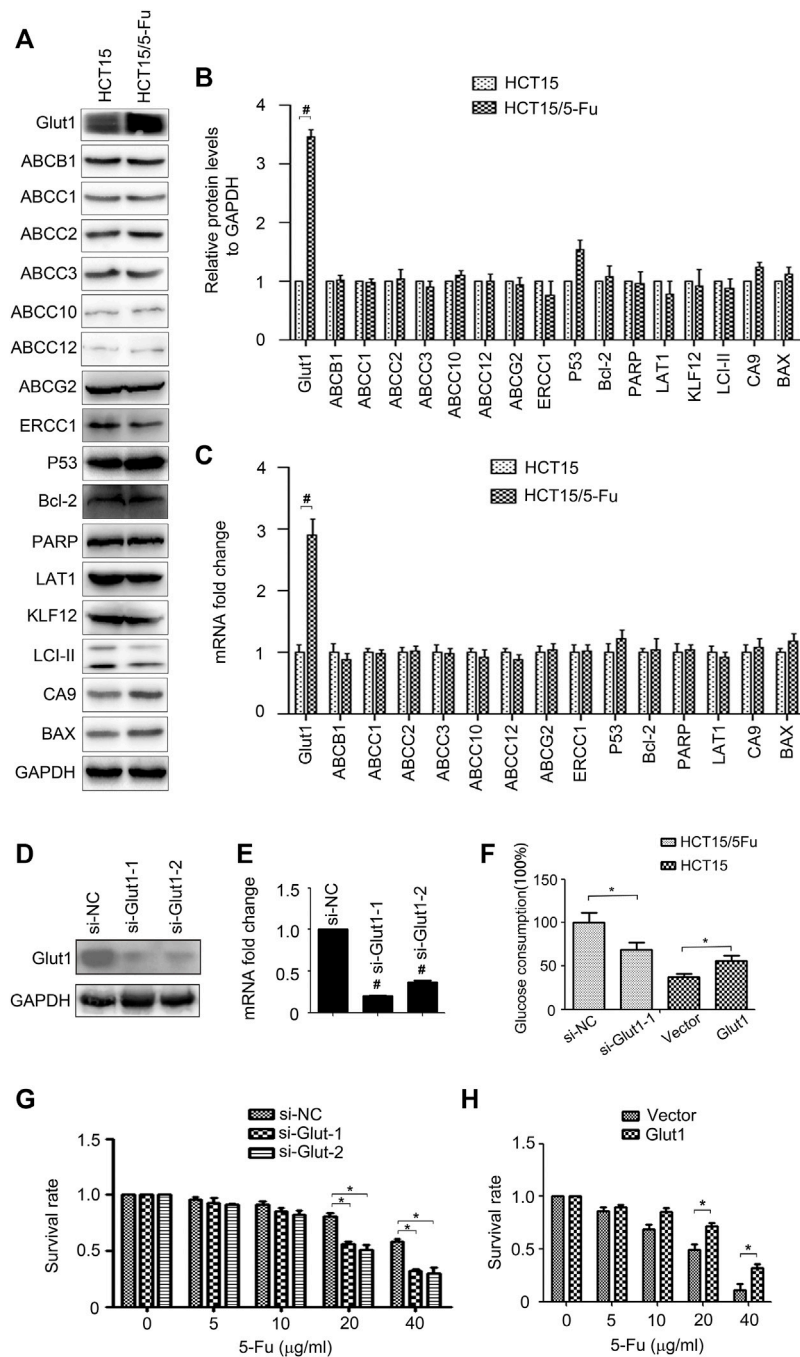 A
HCT15
HCT15/5-Fu
Glut1
ABCB1
ABCC1
ABCC2
ABCC3
ABCC10
ABCC12
ABCG2
ERCC1
P53
Bcl-2
PARP
LAT1
KLF12
LCI-II
CA9
BAX
GAPDH
B
HCT15
HCT15/5-Fu
Relative protein levels
to GAPDH
4
3
2
1
0
#
Glut1
ABCB1
ABCC1
ABCC2
ABCC3
ABCC10
ABCC12
ABCG2
ERCC1
P53
Bcl-2
PARP
LAT1
KLF12
LCI-II
CA9
BAX
C
HCT15
HCT15/5-Fu
mRNA fold change
4
3
2
1
0
#
Glut1
ABCB1
ABCC1
ABCC2
ABCC3
ABCC10
ABCC12
ABCG2
ERCC1
P53
Bcl-2
PARP
LAT1
CA9
BAX
D
si-NC
si-Glut1-1
si-Glut1-2
Glut1
GAPDH
E
mRNA fold change
1.5
1.0
0.5
0
si-NC
# si-Glut1-1
# si-Glut1-2
F
HCT15/5Fu
HCT15
Glucose consumption(100%)
150
100
50
0
*
*
si-NC
si-Glut1-1
Vector
Glut1
G
si-NC
si-Glut-1
si-Glut-2
Survival rate
1.5
1.0
0.5
0
*
*
*
*
0 5 10 20 40
5-Fu (μg/ml)
H
Vector
Glut1
Survival rate
1.5
1.0
0.5
0
*
*
0 5 10 20 40
5-Fu (μg/ml)